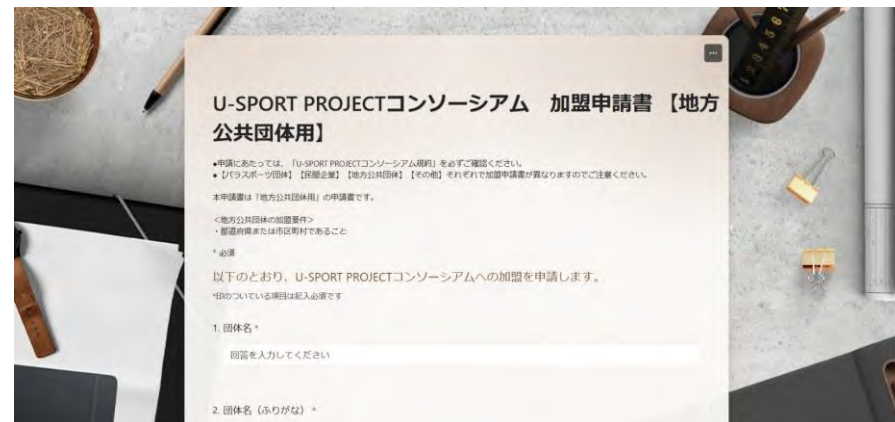 U-SPORT PROJECTコンソーシアム　加盟申請書 【地方
公共団体用】
●申請にあたっては、「U-SPORT PROJECTコンソーシアム規約」を必ずご確認ください。
●【パラスポーツ団体】【民間企業】【地方公共団体】【その他】それぞれで加盟申請書が異なりますのでご注意ください。
本申請書は「地方公共団体用」の申請書です。
<地方公共団体の加盟要件>
・都道府県または市区町村であること
* 必須
以下のとおり、U-SPORT PROJECTコンソーシアムへの加盟を申請します。
*印のついている項目は記入必須です
1. 団体名 *
回答を入力してください
2. 団体名（ふりがな） *